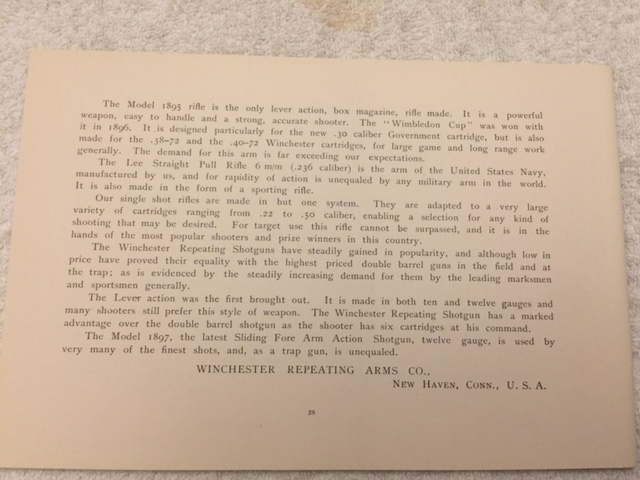 The Model 1895 rifle is the only lever action, box magazine, rifle made. It is a powerful
weapon, easy to handle and a strong, accurate shooter. The "Wimbledon Cup" was won with
it in 1896. It is designed particularly for the new .30 caliber Government cartridge, but is also
made for the .38-72 and the .40-72 Winchester cartridges, for large game and long range work
generally. The demand for this arm is far exceeding our expectations.
The Lee Straight Pull Rifle 6 m/m (.236 caliber) is the arm of the United States Navy,
manufactured by us, and for rapidity of action is unequaled by any military arm in the world.
It is also made in the form of a sporting rifle.
Our single shot rifles are made in but one system. They are adapted to a very large
variety of cartridges ranging from .22 to .50 caliber, enabling a selection for any kind of
shooting that may be desired. For target use this rifle cannot be surpassed, and it is in the
hands of the most popular shooters and prize winners in this country.
The Winchester Repeating Shotguns have steadily gained in popularity, and although low in
price have proved their equality with the highest priced double barrel guns in the field and at
the trap; as is evidenced by the steadily increasing demand for them by the leading marksmen
and sportsmen generally.
The Lever action was the first brought out. It is made in both ten and twelve gauges and
many shooters still prefer this style of weapon. The Winchester Repeating Shotgun has a marked
advantage over the double barrel shotgun as the shooter has six cartridges at his command.
The Model 1897, the latest Sliding Fore Arm Action Shotgun, twelve gauge, is used by
very many of the finest shots, and, as a trap gun, is unequaled.
WINCHESTER REPEATING ARMS CO.,
NEW HAVEN, CONN., U. S. A.
28